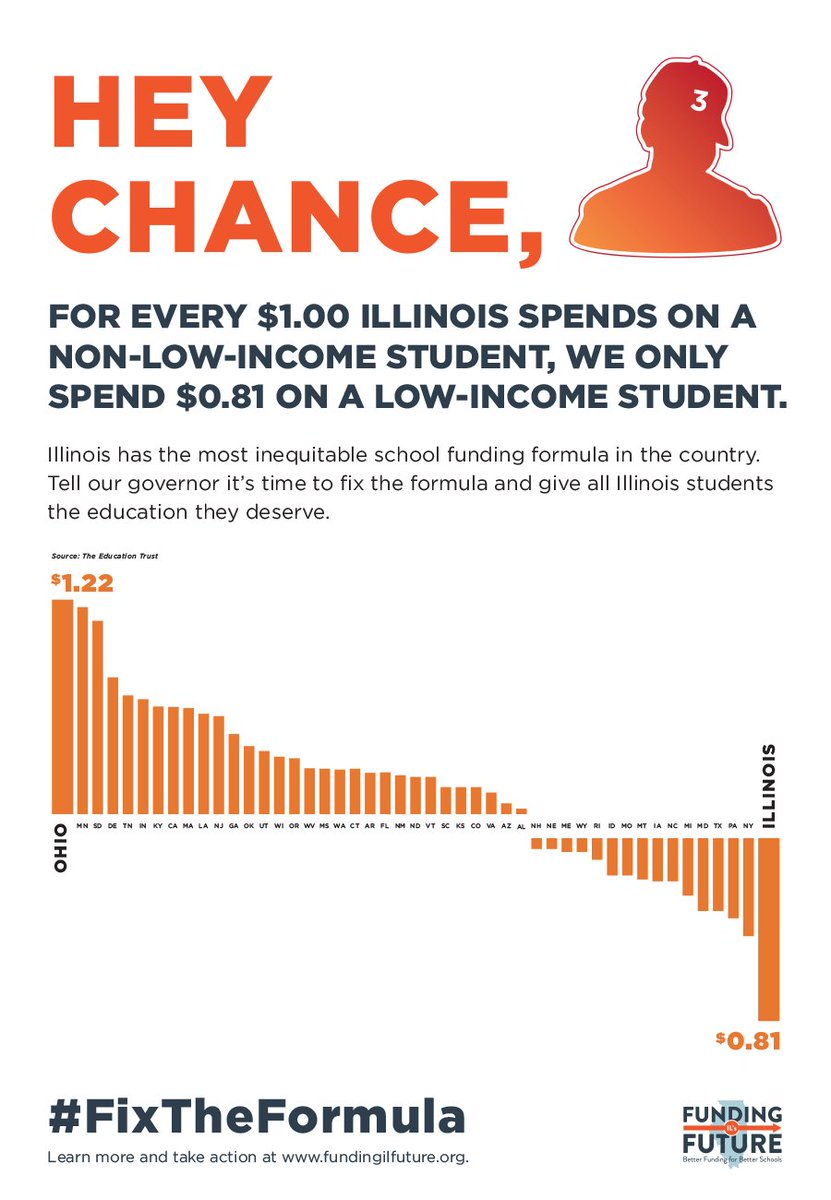 HEY
CHANCE,
3
FOR EVERY $1.00 ILLINOIS SPENDS ON A
NON-LOW-INCOME STUDENT, WE ONLY
SPEND $0.81 ON A LOW-INCOME STUDENT.
Illinois has the most inequitable school funding formula in the country.
Tell our governor it’s time to fix the formula and give all Illinois students
the education they deserve.
Source: The Education Trust
$1.22
OHIO
MN SD DE TN IN KY CA MA LA NJ GA OK UT WI OR WV MS WA CT AR FL NM ND VT SC KS CO VA AZ AL NH NE ME WY RI ID MO MT IA NC MI MD TX PA NY
ILLINOIS
$0.81
#FixTheFormula
Learn more and take action at www.fundingilfuture.org.
FUNDING
IL's
FUTURE
Better Funding for Better Schools